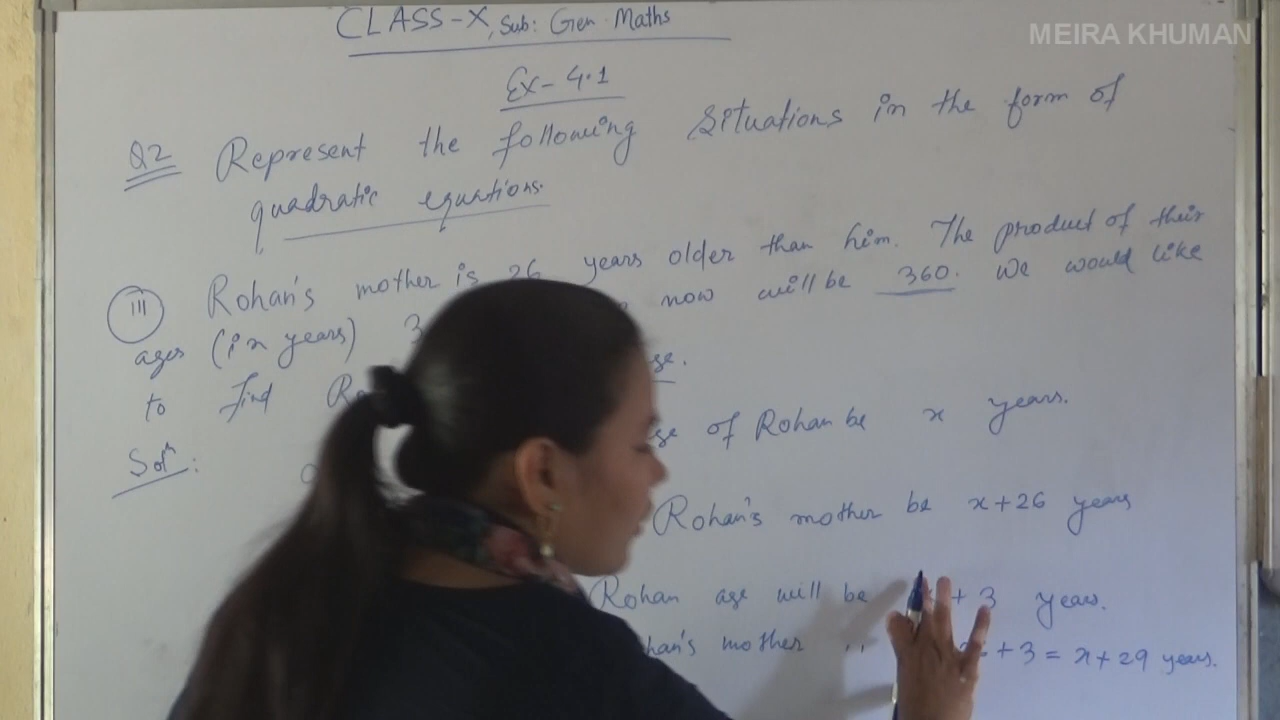 MEIRA KHUMAN
CLASS-X, Sub: Gen Maths
Ex- 4.1
Q2 Represent the following situations in the form of
quadratic equations.
III Rohan's mother is 26 years older than him. The product of their
ages (in years) 3 now will be 360. We would like
to find
Solⁿ: of Rohan be x years.
Rohan's mother be x+26 years
Rohan age will be x+3 years.
mother .. +3 = x+29 years.